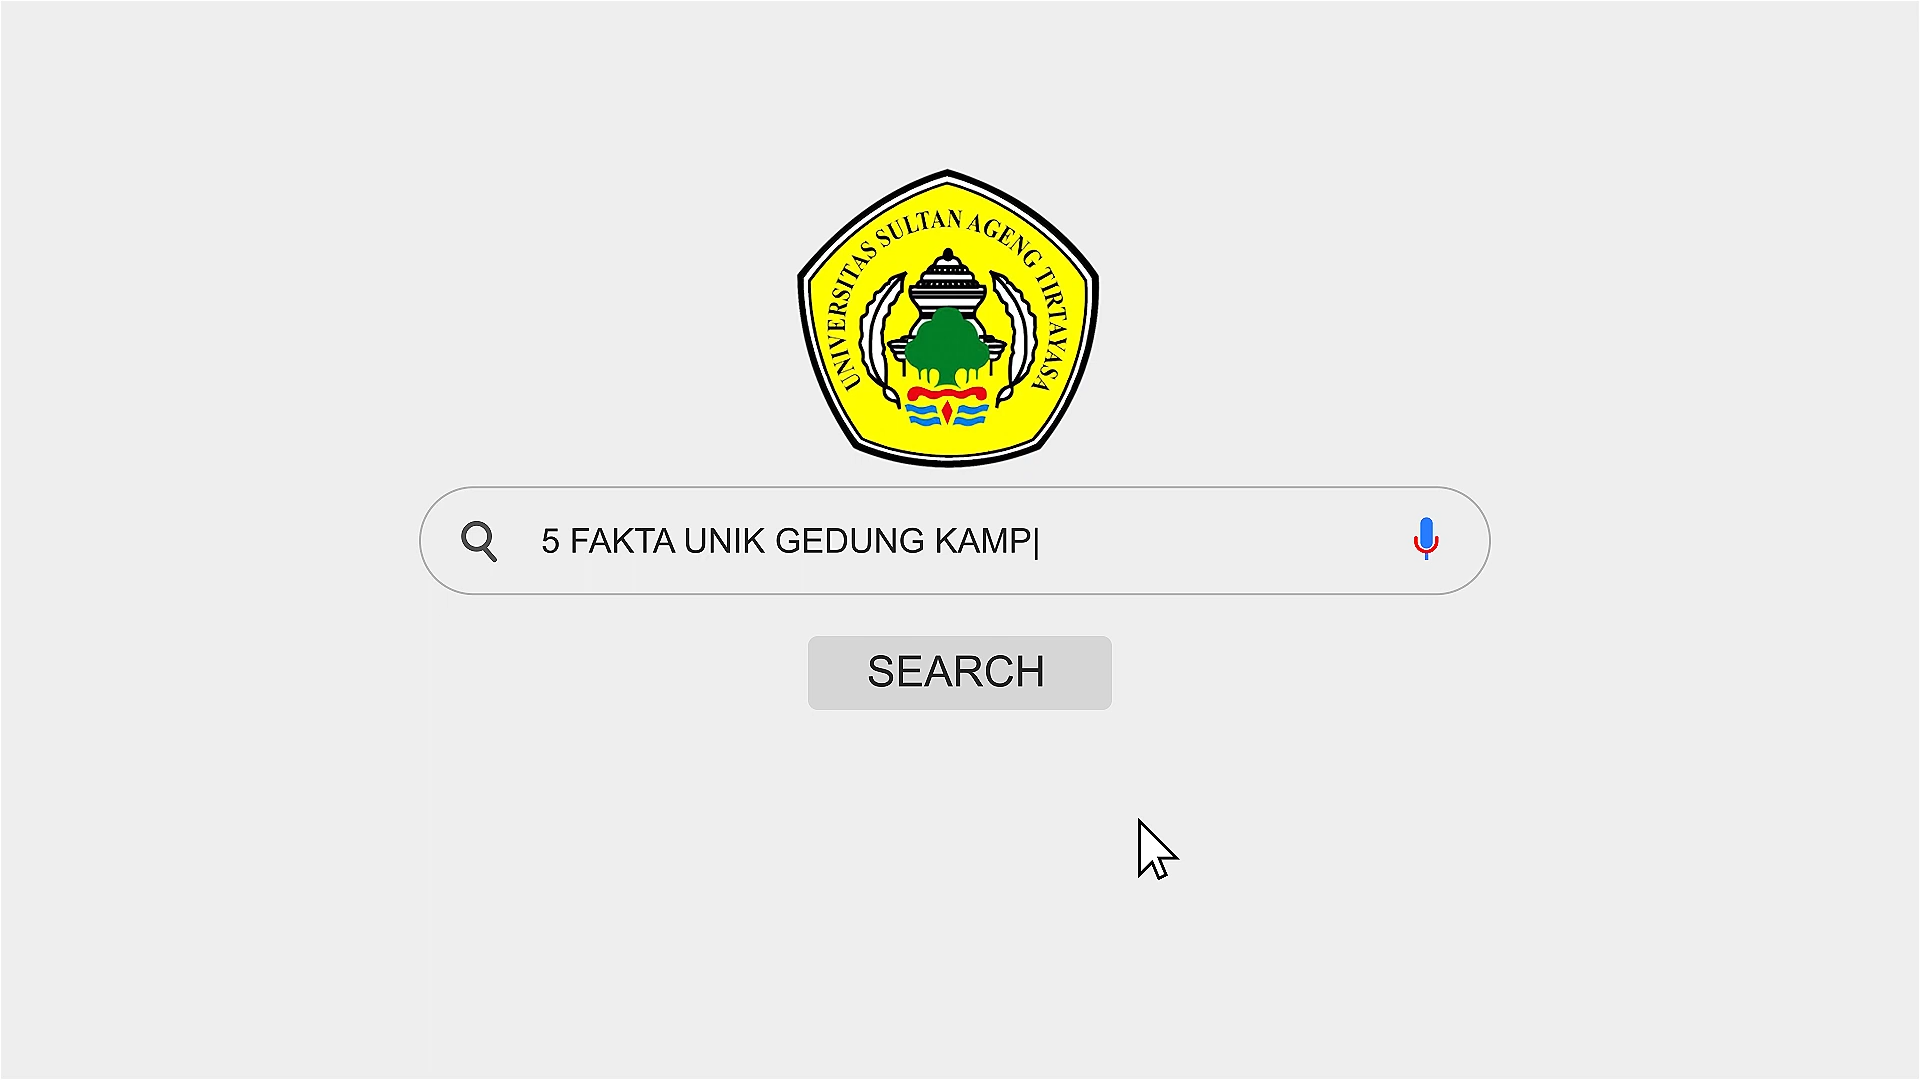 UNIVERSITAS SULTAN AGENG TIRTAYASA
5 FAKTA UNIK GEDUNG KAMP
SEARCH